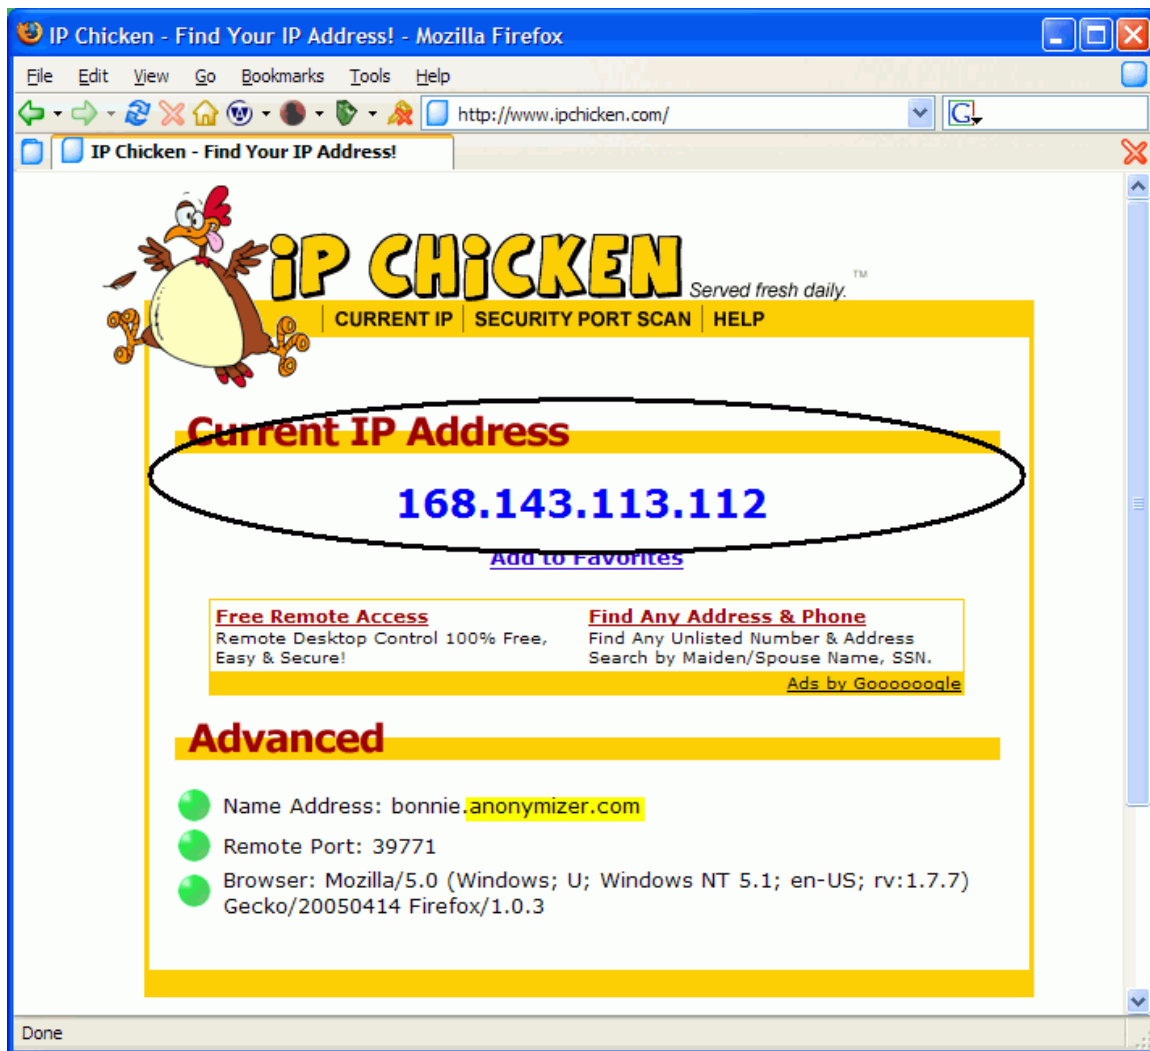 IP Chicken - Find Your IP Address! - Mozilla Firefox
File Edit View Go Bookmarks Tools Help
http://www.ipchicken.com/
G
IP Chicken - Find Your IP Address!
iP CHiCKEN Served fresh daily. TM
CURRENT IP SECURITY PORT SCAN HELP
Current IP Address
168.143.113.112
Add to Favorites
Free Remote Access
Remote Desktop Control 100% Free,
Easy & Secure!
Find Any Address & Phone
Find Any Unlisted Number & Address
Search by Maiden/Spouse Name, SSN.
Ads by Goooooogle
Advanced
Name Address: bonnie.anonymizer.com
Remote Port: 39771
Browser: Mozilla/5.0 (Windows; U; Windows NT 5.1; en-US; rv:1.7.7)
Gecko/20050414 Firefox/1.0.3
Done